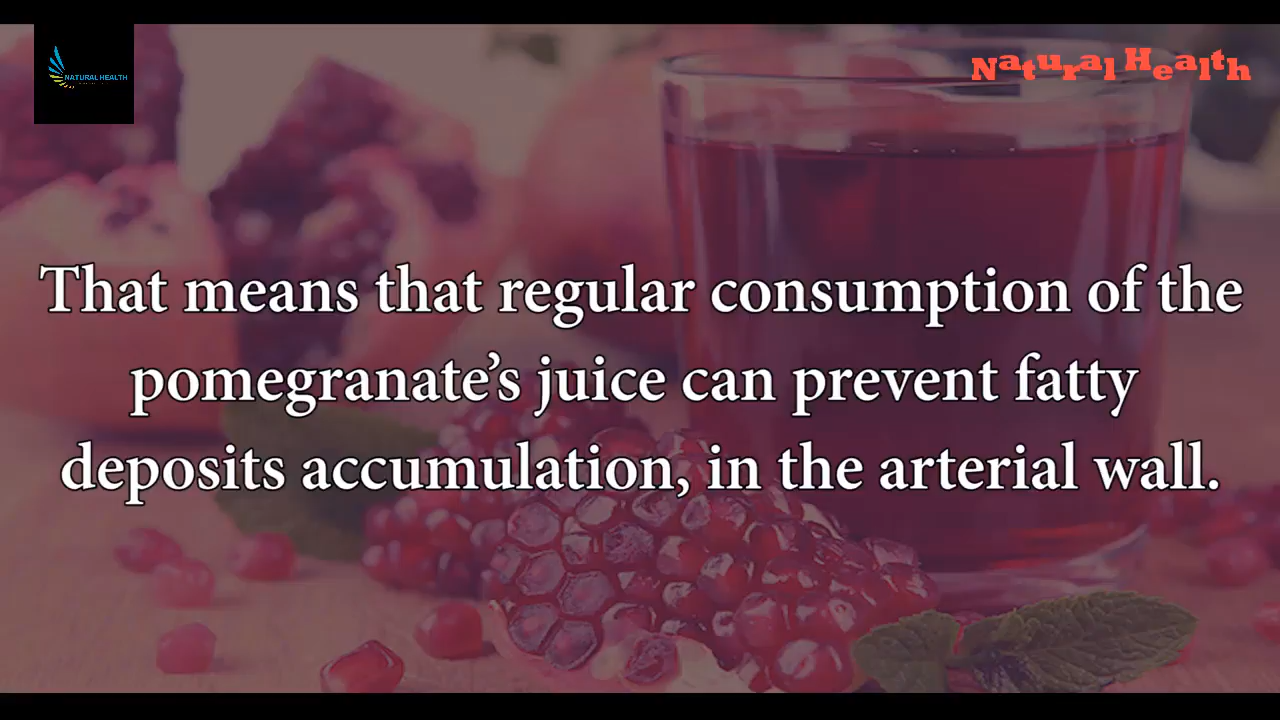 NATURAL HEALTH
Natural Health
That means that regular consumption of the
pomegranate’s juice can prevent fatty
deposits accumulation, in the arterial wall.